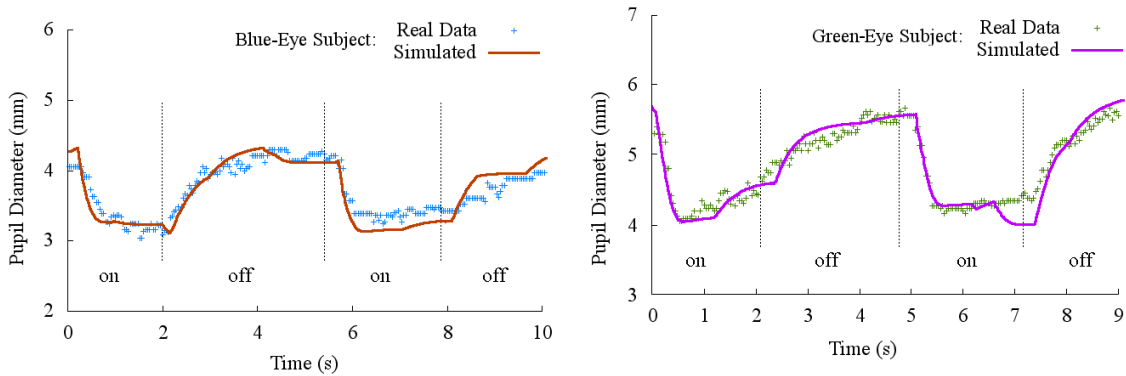 Blue-Eye Subject: Real Data
Simulated
Pupil Diameter (mm)
6
5
4
3
2
on off on off
0 2 4 6 8 10
Time (s)
Green-Eye Subject: Real Data
Simulated
Pupil Diameter (mm)
7
6
5
4
3
on off on off
0 1 2 3 4 5 6 7 8 9
Time (s)